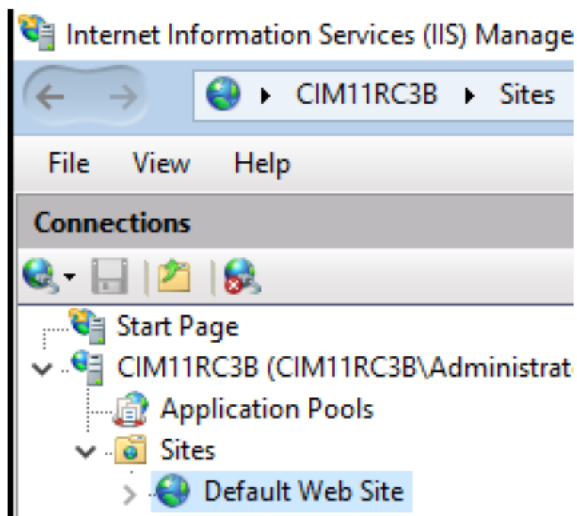 Internet Information Services (IIS) Manage
CIM11RC3B Sites
File View Help
Connections
Start Page
CIM11RC3B (CIM11RC3B\Administrat
Application Pools
Sites
Default Web Site